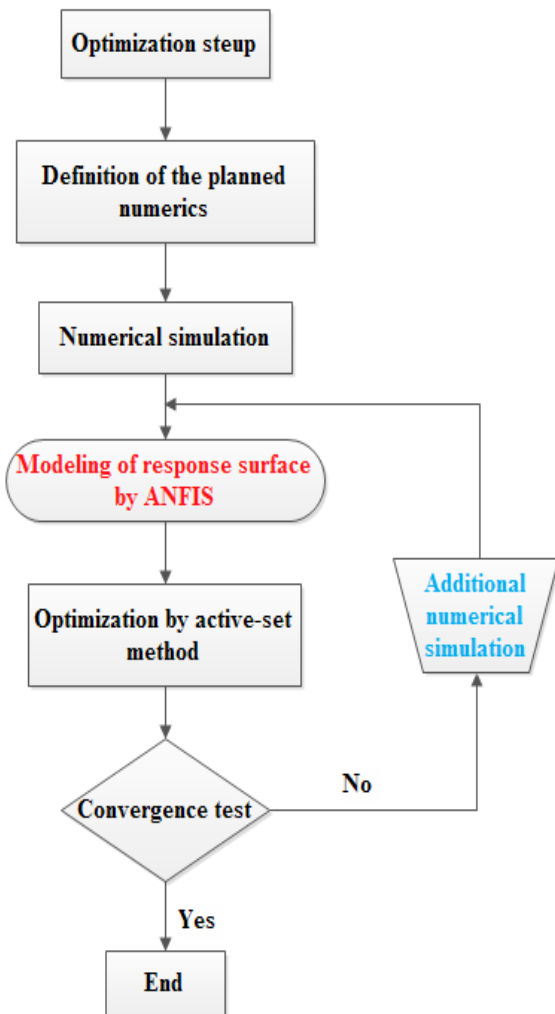 Optimization steup
Definition of the planned
numerics
Numerical simulation
Modeling of response surface
by ANFIS
Optimization by active-set
method
Additional
numerical
simulation
Convergence test
No
Yes
End